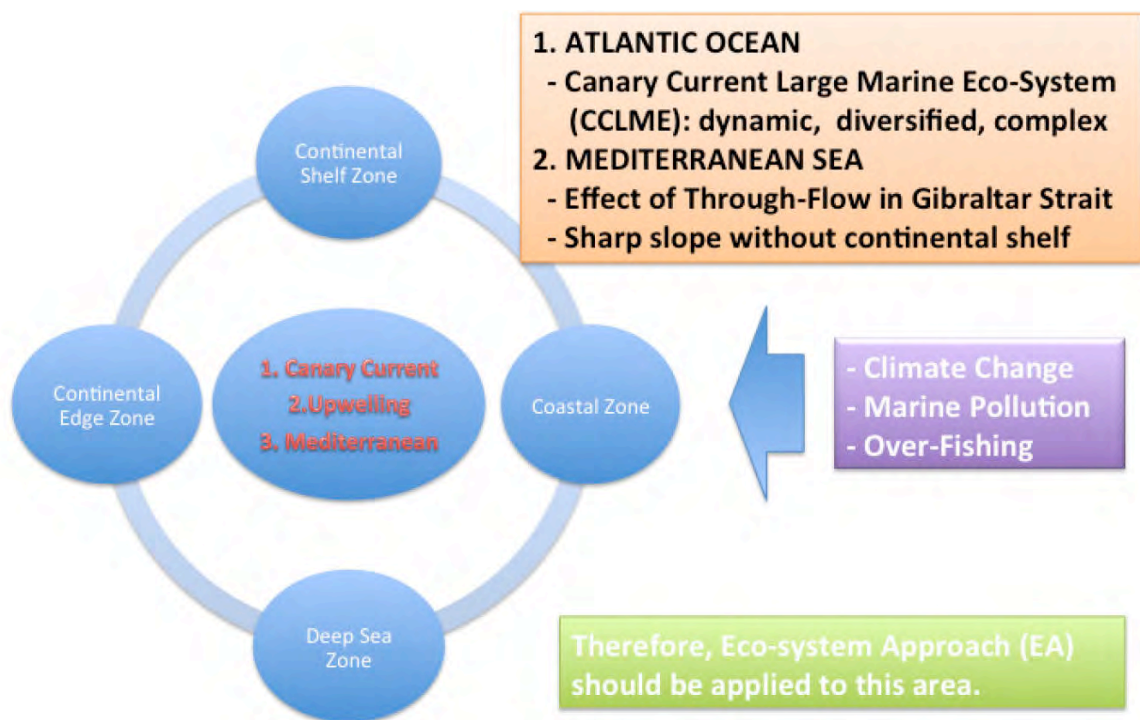 1. ATLANTIC OCEAN
- Canary Current Large Marine Eco-System
(CCLME): dynamic, diversified, complex
2. MEDITERRANEAN SEA
- Effect of Through-Flow in Gibraltar Strait
- Sharp slope without continental shelf
Continental
Shelf Zone
Continental
Edge Zone
1. Canary Current
2.Upwelling
3. Mediterranean
Coastal Zone
- Climate Change
- Marine Pollution
- Over-Fishing
Deep Sea
Zone
Therefore, Eco-system Approach (EA)
should be applied to this area.